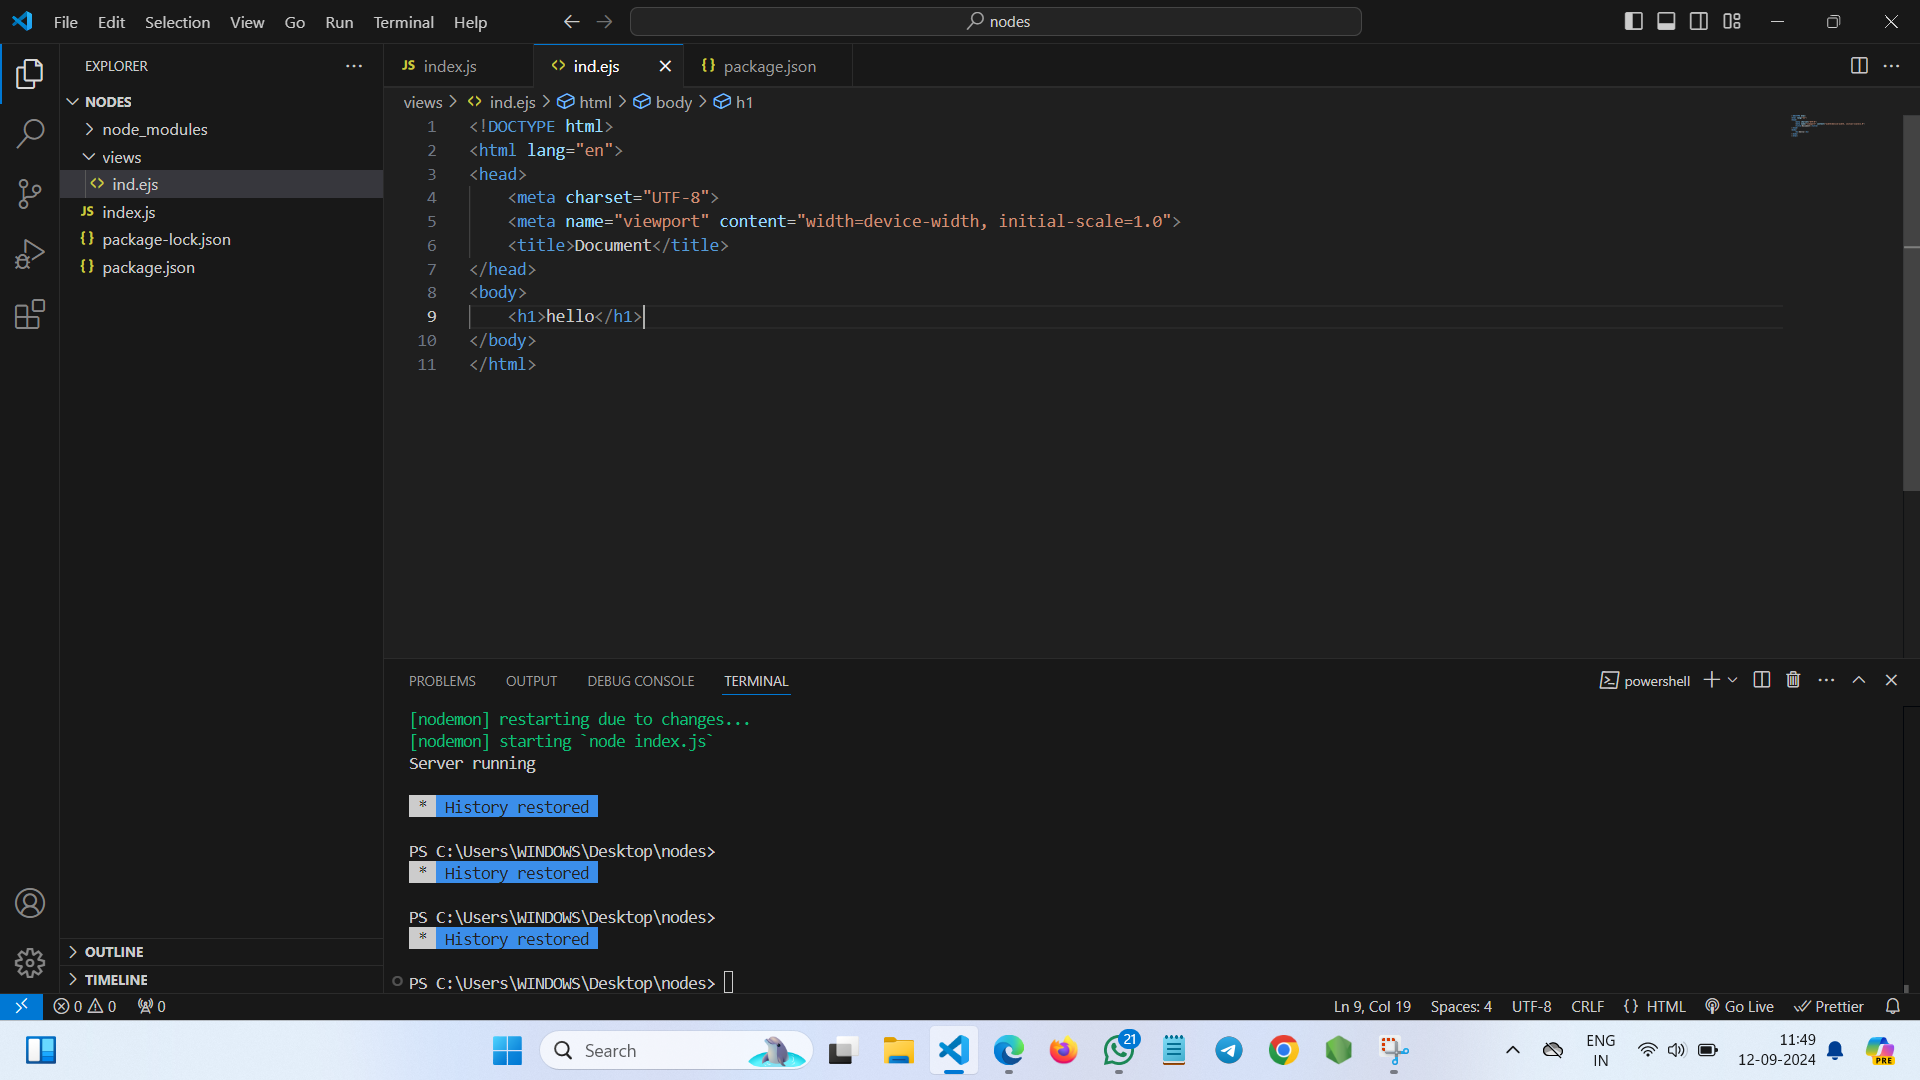 File Edit Selection View Go Run Terminal Help
nodes
EXPLORER
NODES
node_modules
views
ind.ejs
index.js
package-lock.json
package.json
OUTLINE
TIMELINE
JS index.js
<> ind.ejs
{} package.json
views > <> ind.ejs > html > body > h1
1 <!DOCTYPE html>
2 <html lang="en">
3 <head>
4 <meta charset="UTF-8">
5 <meta name="viewport" content="width=device-width, initial-scale=1.0">
6 <title>Document</title>
7 </head>
8 <body>
9 <h1>hello</h1>
10 </body>
11 </html>
PROBLEMS OUTPUT DEBUG CONSOLE TERMINAL
powershell
[nodemon] restarting due to changes...
[nodemon] starting `node index.js`
Server running
* History restored
PS C:\Users\WINDOWS\Desktop\nodes>
* History restored
PS C:\Users\WINDOWS\Desktop\nodes>
* History restored
PS C:\Users\WINDOWS\Desktop\nodes>
0 0 0
Ln 9, Col 19 Spaces: 4 UTF-8 CRLF {} HTML Go Live Prettier
Search
21
ENG
IN
11:49
12-09-2024
PRE